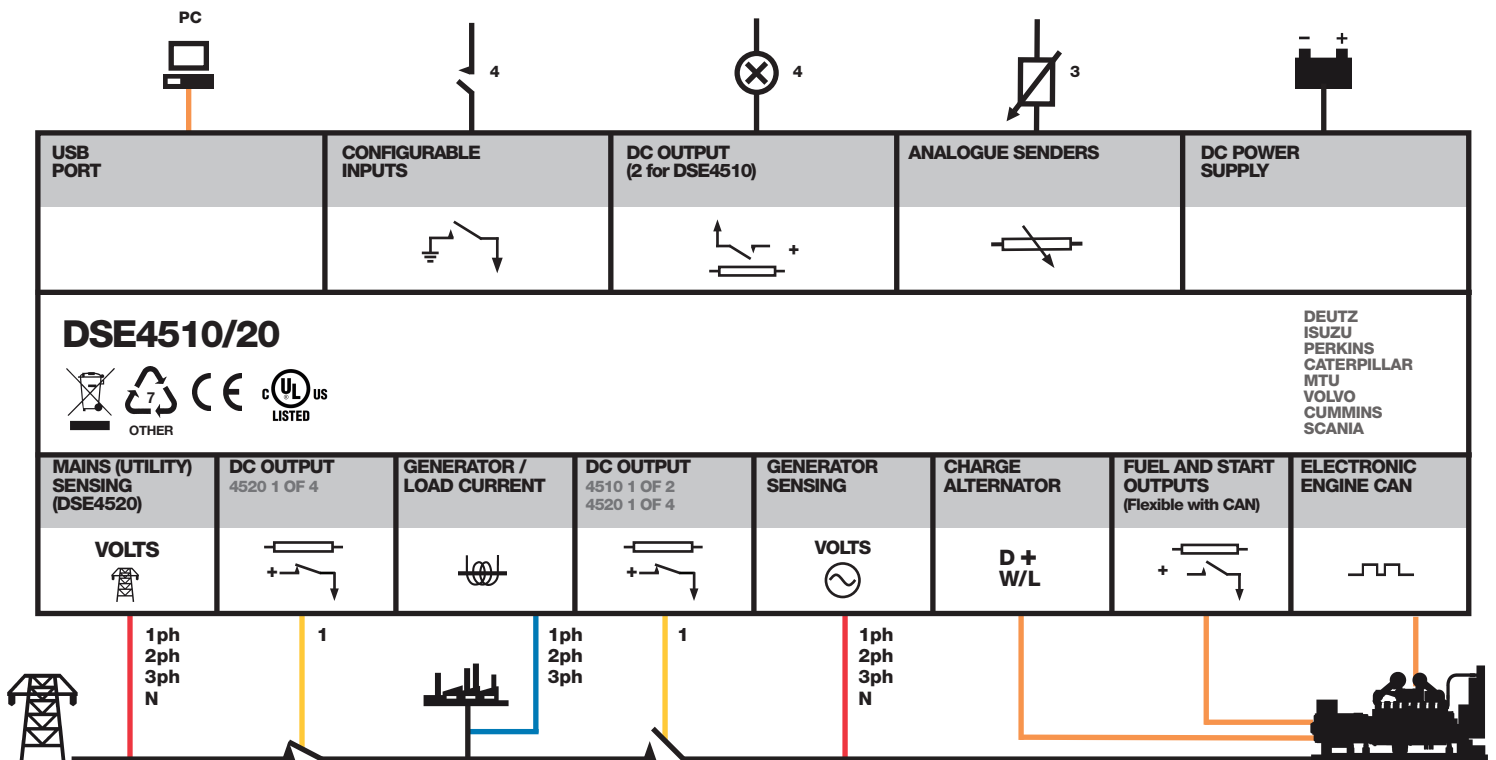 PC
4
4
3
- +
USB
PORT
CONFIGURABLE
INPUTS
DC OUTPUT
(2 for DSE4510)
ANALOGUE SENDERS
DC POWER
SUPPLY
+
DSE4510/20
7
OTHER
CE
c UL ® US
LISTED
DEUTZ
ISUZU
PERKINS
CATERPILLAR
MTU
VOLVO
CUMMINS
SCANIA
MAINS (UTILITY)
SENSING
(DSE4520)
VOLTS
DC OUTPUT
4520 1 OF 4
+
GENERATOR /
LOAD CURRENT
DC OUTPUT
4510 1 OF 2
4520 1 OF 4
+
GENERATOR
SENSING
VOLTS
CHARGE
ALTERNATOR
D +
W/L
FUEL AND START
OUTPUTS
(Flexible with CAN)
+
ELECTRONIC
ENGINE CAN
1ph
2ph
3ph
N
1
1ph
2ph
3ph
1
1ph
2ph
3ph
N